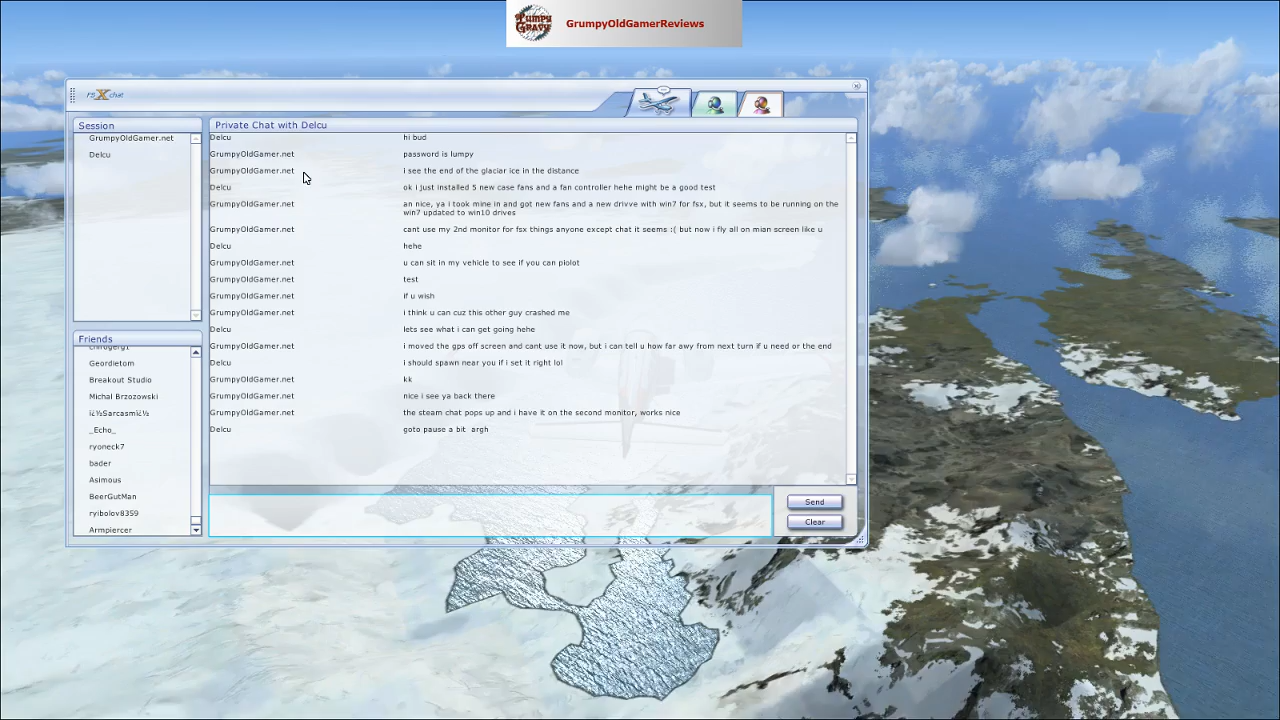 Lumpy
Gravy
GrumpyOldGamerReviews
FSXchat
Session
GrumpyOldGamer.net
Delcu
Friends
Geordietom
Breakout Studio
Michal Brzozowski
ï¿½Sarcasmï¿½
_Echo_
ryoneck7
bader
Asimous
BeerGutMan
ryibolov8359
Armpiercer
Private Chat with Delcu
Delcu hi bud
GrumpyOldGamer.net password is lumpy
GrumpyOldGamer.net i see the end of the glaciar ice in the distance
Delcu ok i just installed 5 new case fans and a fan controller hehe might be a good test
GrumpyOldGamer.net an nice, ya i took mine in and got new fans and a new drivve with win7 for fsx, but it seems to be running on the
win7 updated to win10 drives
GrumpyOldGamer.net cant use my 2nd monitor for fsx things anyone except chat it seems :( but now i fly all on mian screen like u
Delcu hehe
GrumpyOldGamer.net u can sit in my vehicle to see if you can piolot
GrumpyOldGamer.net test
GrumpyOldGamer.net if u wish
GrumpyOldGamer.net i think u can cuz this other guy crashed me
Delcu lets see what i can get going hehe
GrumpyOldGamer.net i moved the gps off screen and cant use it now, but i can tell u how far awy from next turn if u need or the end
Delcu i should spawn near you if i set it right lol
GrumpyOldGamer.net kk
GrumpyOldGamer.net nice i see ya back there
GrumpyOldGamer.net the steam chat pops up and i have it on the second monitor, works nice
Delcu goto pause a bit argh
Send
Clear